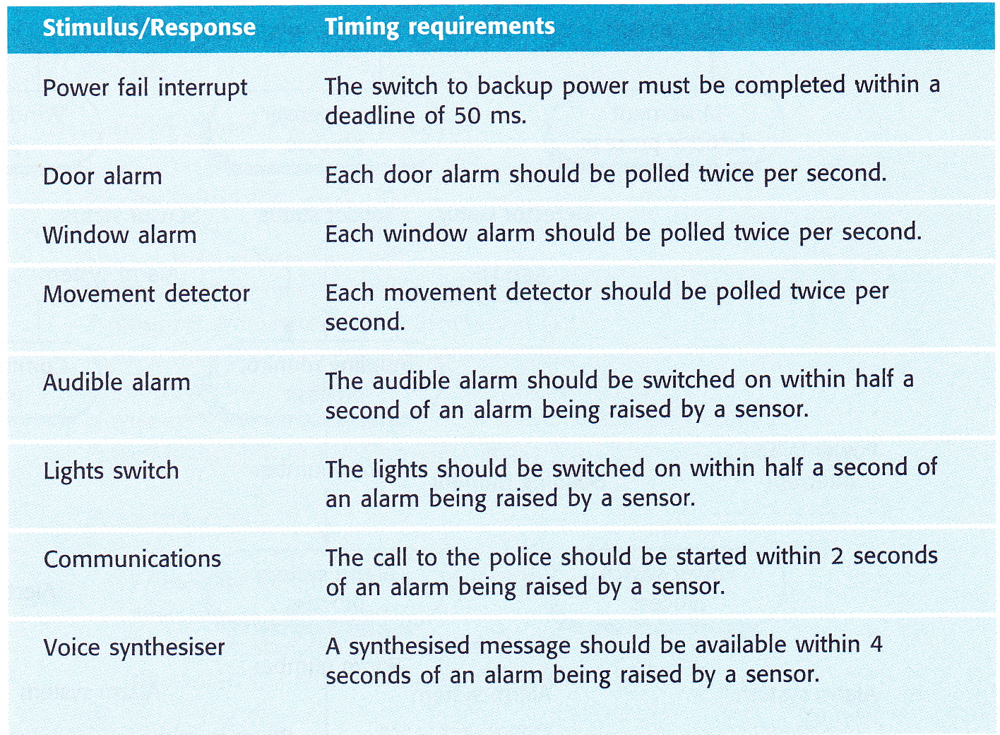 Stimulus/Response Timing requirements
Power fail interrupt The switch to backup power must be completed within a
deadline of 50 ms.
Door alarm Each door alarm should be polled twice per second.
Window alarm Each window alarm should be polled twice per second.
Movement detector Each movement detector should be polled twice per
second.
Audible alarm The audible alarm should be switched on within half a
second of an alarm being raised by a sensor.
Lights switch The lights should be switched on within half a second of
an alarm being raised by a sensor.
Communications The call to the police should be started within 2 seconds
of an alarm being raised by a sensor.
Voice synthesiser A synthesised message should be available within 4
seconds of an alarm being raised by a sensor.